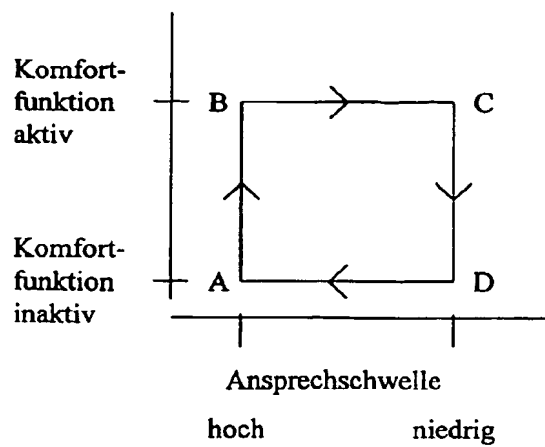 Komfort-
funktion
aktiv
B
C
Komfort-
funktion
inaktiv
A
D
Ansprechschwelle
hoch
niedrig